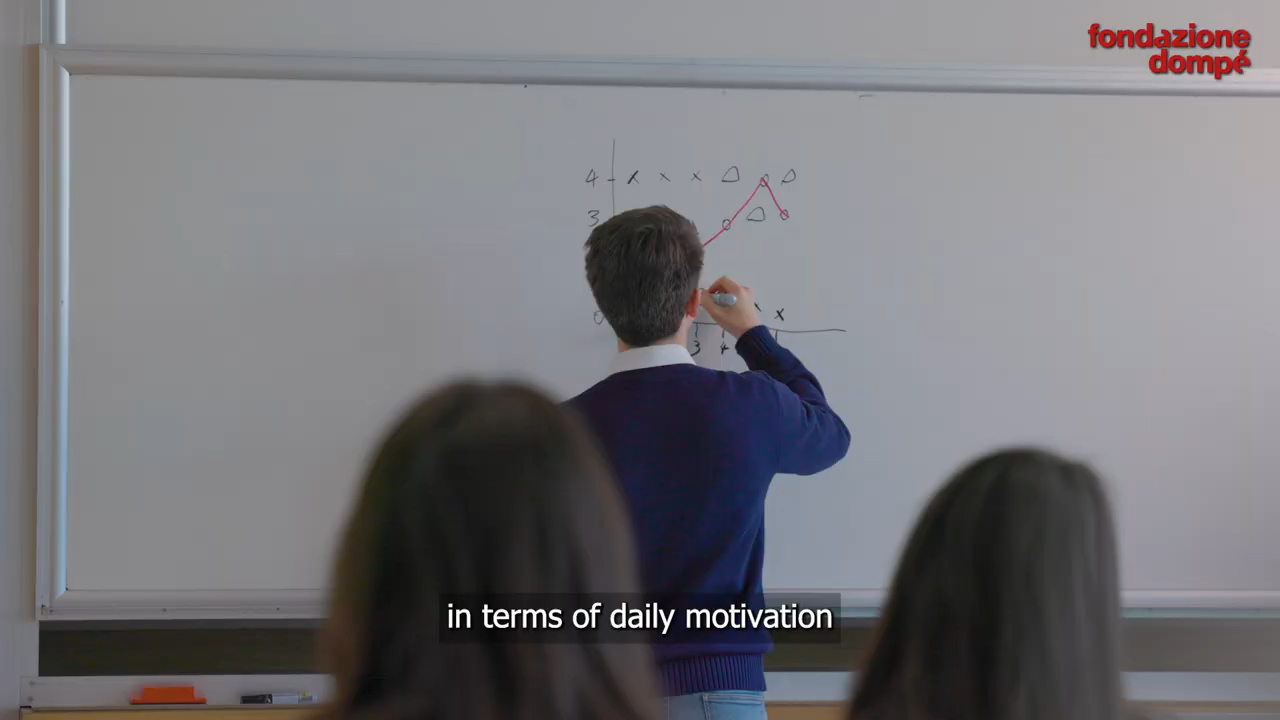 fondazione
dompé
4 x x x
3
0 x
3 4
in terms of daily motivation